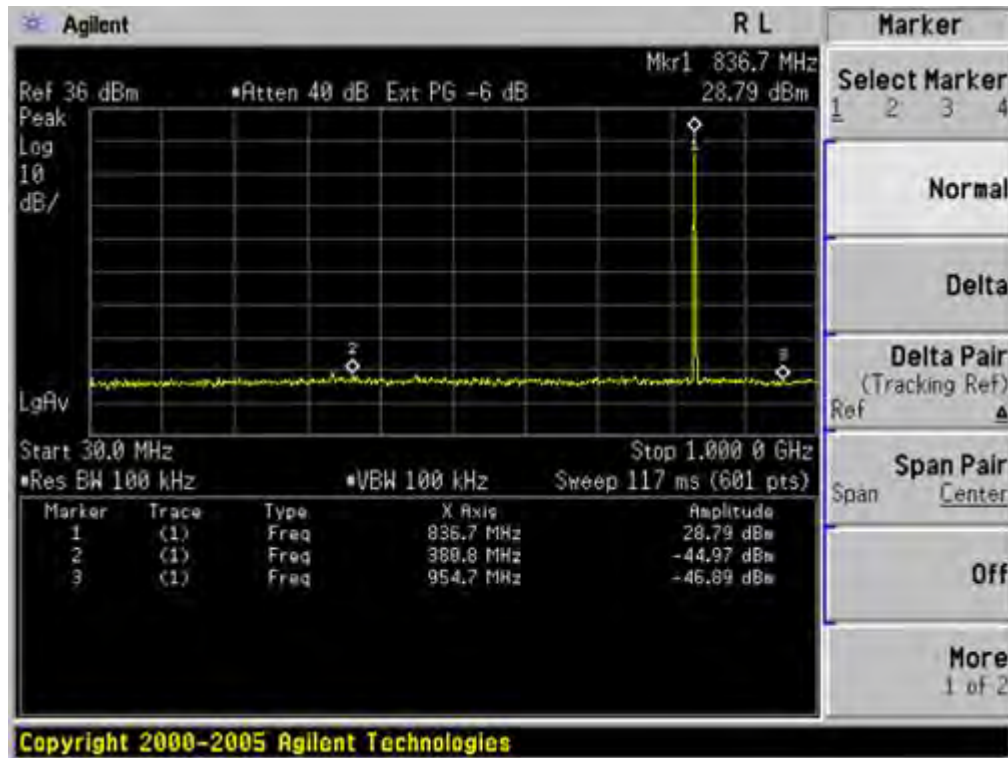 Agilent R L
Mkr1 836.7 MHz
Ref 36 dBm *Atten 40 dB Ext PG -6 dB 28.79 dBm
Peak
Log
10
dB/
1
2
3
LgAv
Start 30.0 MHz Stop 1.000 0 GHz
*Res BW 100 kHz *VBW 100 kHz Sweep 117 ms (601 pts)
Marker Trace Type X Axis Amplitude
1 (1) Freq 836.7 MHz 28.79 dBm
2 (1) Freq 380.8 MHz -44.97 dBm
3 (1) Freq 954.7 MHz -46.89 dBm
Copyright 2000-2005 Agilent Technologies
Marker
Select Marker
1 2 3 4
Normal
Delta
Delta Pair
(Tracking Ref)
Ref Δ
Span Pair
Span Center
Off
More
1 of 2